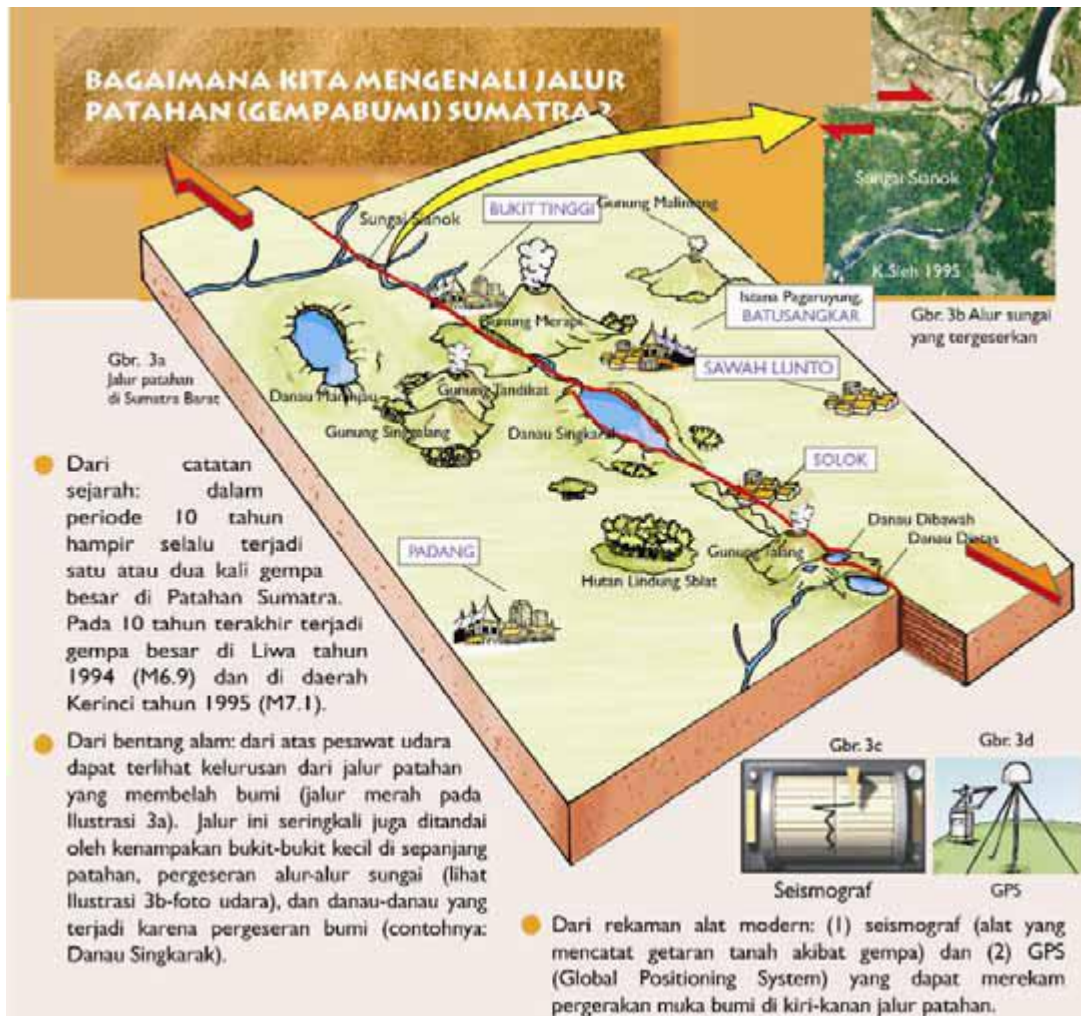 BAGAIMANA KITA MENGENALI JALUR
PATAHAN (GEMPABUMI) SUMATRA ?
Sungai Sianok
K.Sieh 1995
Gbr. 3b Alur sungai
yang tergeserkan
Sungai Sianok
BUKIT TINGGI
Gunung Malintang
Gunung Merapi
Istana Pagaruyung,
BATUSANGKAR
SAWAH LUNTO
Gbr. 3a
Jalur patahan
di Sumatra Barat
Danau Maninjau
Gunung Tandikat
Gunung Singgalang
Danau Singkarak
SOLOK
PADANG
Hutan Lindung Sblat
Gunung Talang
Danau Dibawah
Danau Diatas
Dari catatan
sejarah: dalam
periode 10 tahun
hampir selalu terjadi
satu atau dua kali gempa
besar di Patahan Sumatra.
Pada 10 tahun terakhir terjadi
gempa besar di Liwa tahun
1994 (M6.9) dan di daerah
Kerinci tahun 1995 (M7.1).
Dari bentang alam: dari atas pesawat udara
dapat terlihat kelurusan dari jalur patahan
yang membelah bumi (jalur merah pada
Ilustrasi 3a). Jalur ini seringkali juga ditandai
oleh kenampakan bukit-bukit kecil di sepanjang
patahan, pergeseran alur-alur sungai (lihat
Ilustrasi 3b-foto udara), dan danau-danau yang
terjadi karena pergeseran bumi (contohnya:
Danau Singkarak).
Gbr. 3c
Gbr. 3d
Seismograf
GPS
Dari rekaman alat modern: (1) seismograf (alat yang
mencatat getaran tanah akibat gempa) dan (2) GPS
(Global Positioning System) yang dapat merekam
pergerakan muka bumi di kiri-kanan jalur patahan.